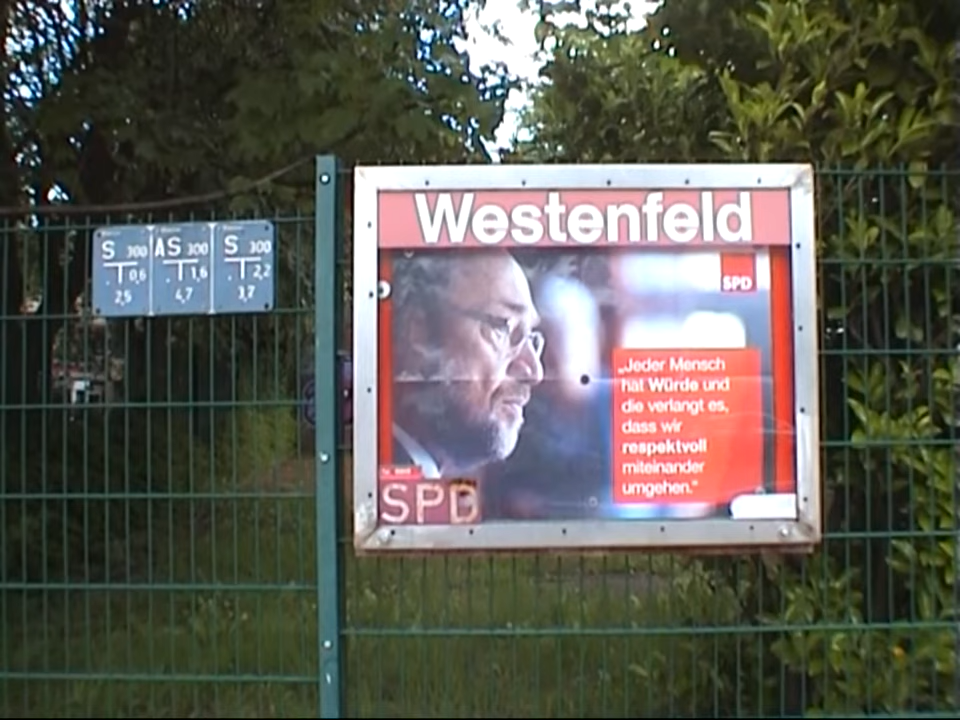 Westenfeld
SPD
„Jeder Mensch
hat Würde und
die verlangt es,
dass wir
respektvoll
miteinander
umgehen.“
SPD
S 300
0,6
2,5
AS 300
1,6
4,7
S 300
2,2
3,7